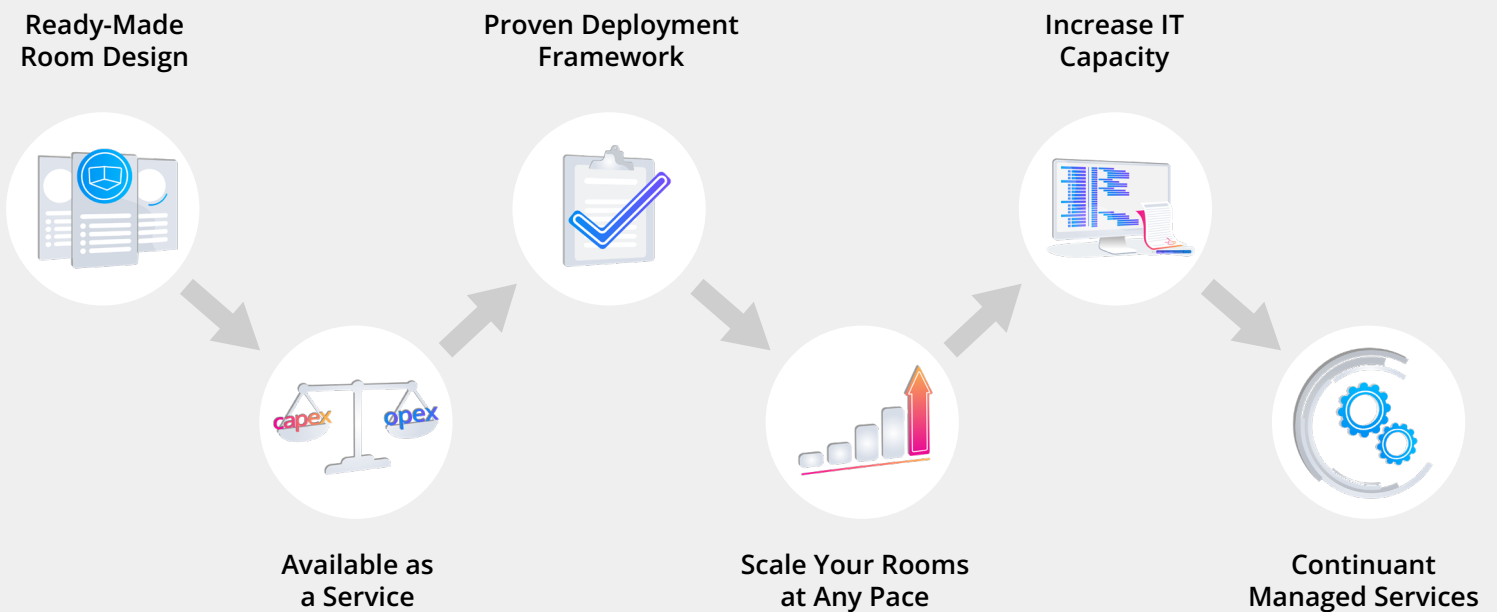 Ready-Made
Room Design
Proven Deployment
Framework
Increase IT
Capacity
capex
opex
Available as
a Service
Scale Your Rooms
at Any Pace
Continuant
Managed Services